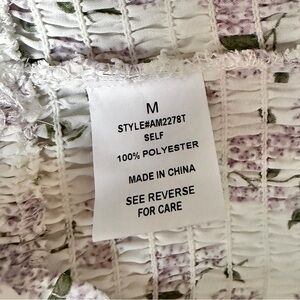 M
STYLE#AM2278T
SELF
100% POLYESTER
MADE IN CHINA
SEE REVERSE
FOR CARE